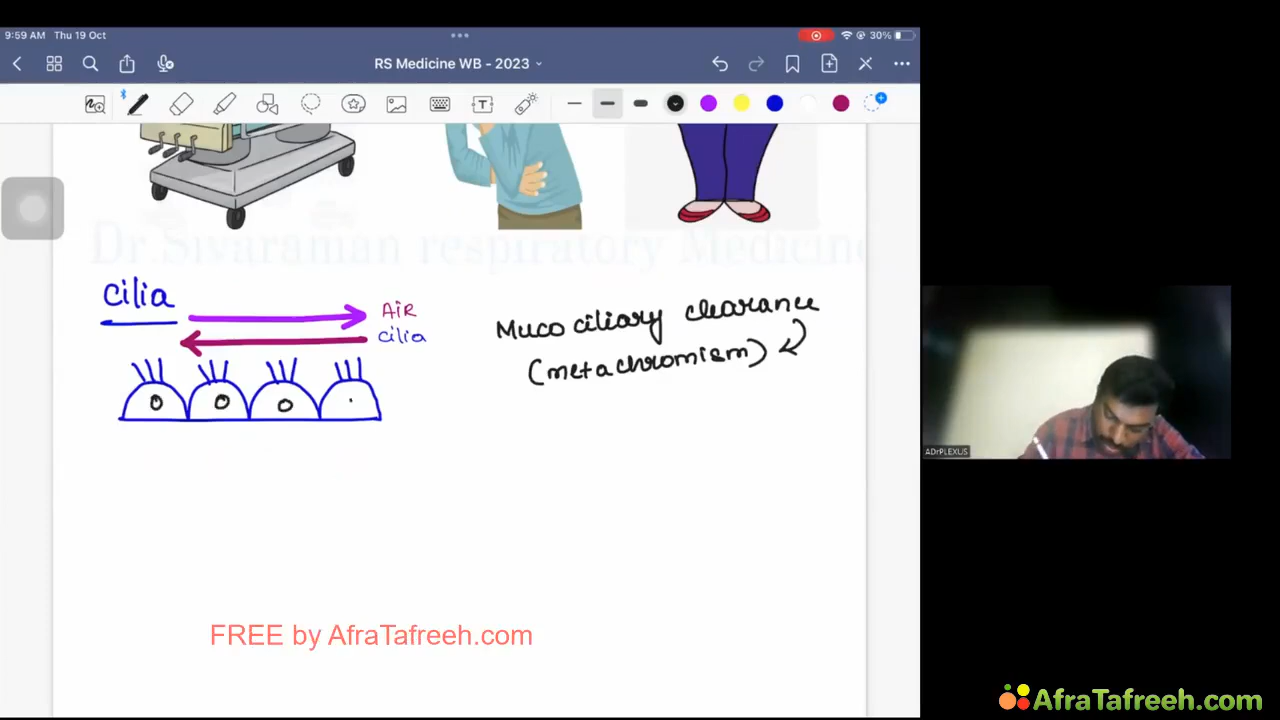 9:59 AM Thu 19 Oct
30%
RS Medicine WB - 2023
T
Dr.Sivaraman respiratory Medicine
cilia
AiR
cilia
Muco ciliary clearance
(metachromism)
ADrPLEXUS
FREE by AfraTafreeh.com
AfraTafreeh.com